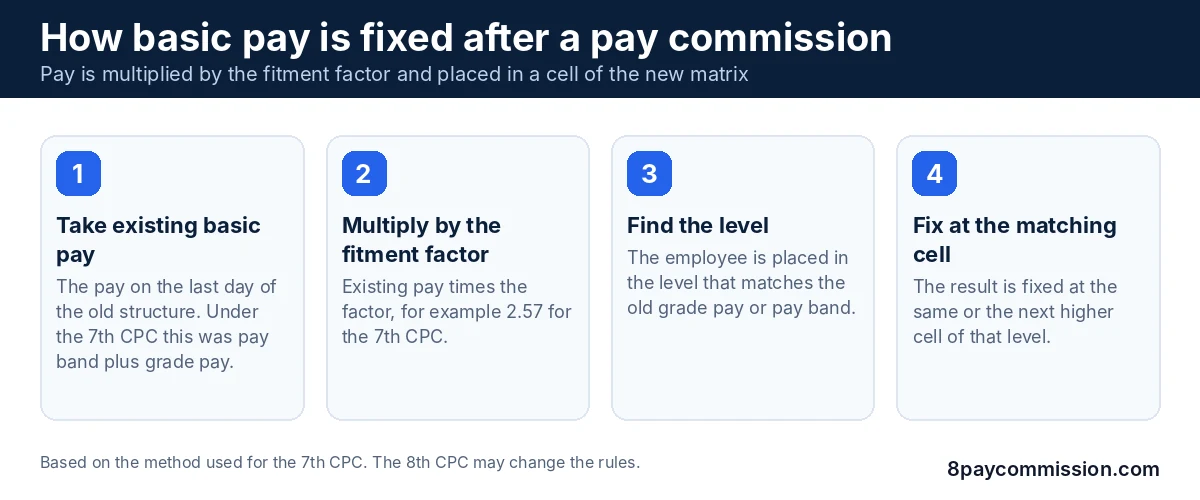 How basic pay is fixed after a pay commission
Pay is multiplied by the fitment factor and placed in a cell of the new matrix
1
Take existing basic
pay
The pay on the last day of
the old structure. Under
the 7th CPC this was pay
band plus grade pay.
2
Multiply by the
fitment factor
Existing pay times the
factor, for example 2.57 for
the 7th CPC.
3
Find the level
The employee is placed in
the level that matches the
old grade pay or pay band.
4
Fix at the matching
cell
The result is fixed at the
same or the next higher
cell of that level.
Based on the method used for the 7th CPC. The 8th CPC may change the rules.
8paycommission.com